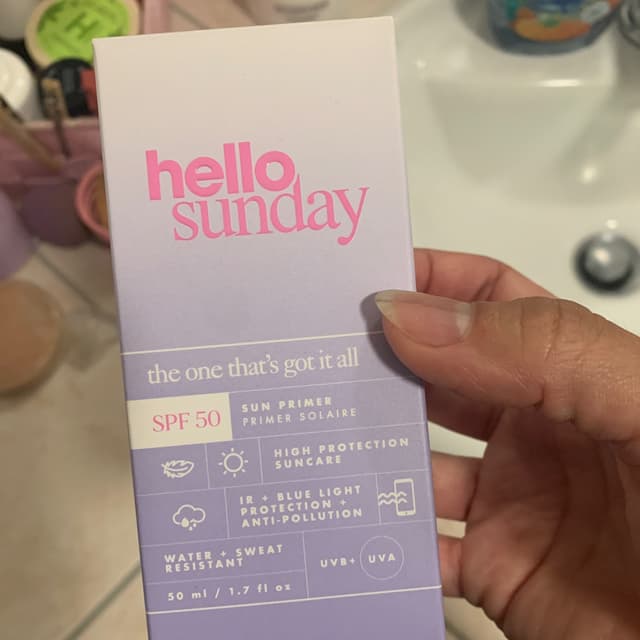 hello
sunday
the one that's got it all
SPF 50
SUN PRIMER
PRIMER SOLAIRE
HIGH PROTECTION
SUNCARE
IR + BLUE LIGHT
PROTECTION +
ANTI-POLLUTION
WATER + SWEAT
RESISTANT
UVB+ UVA
50 ml / 1.7 fl oz